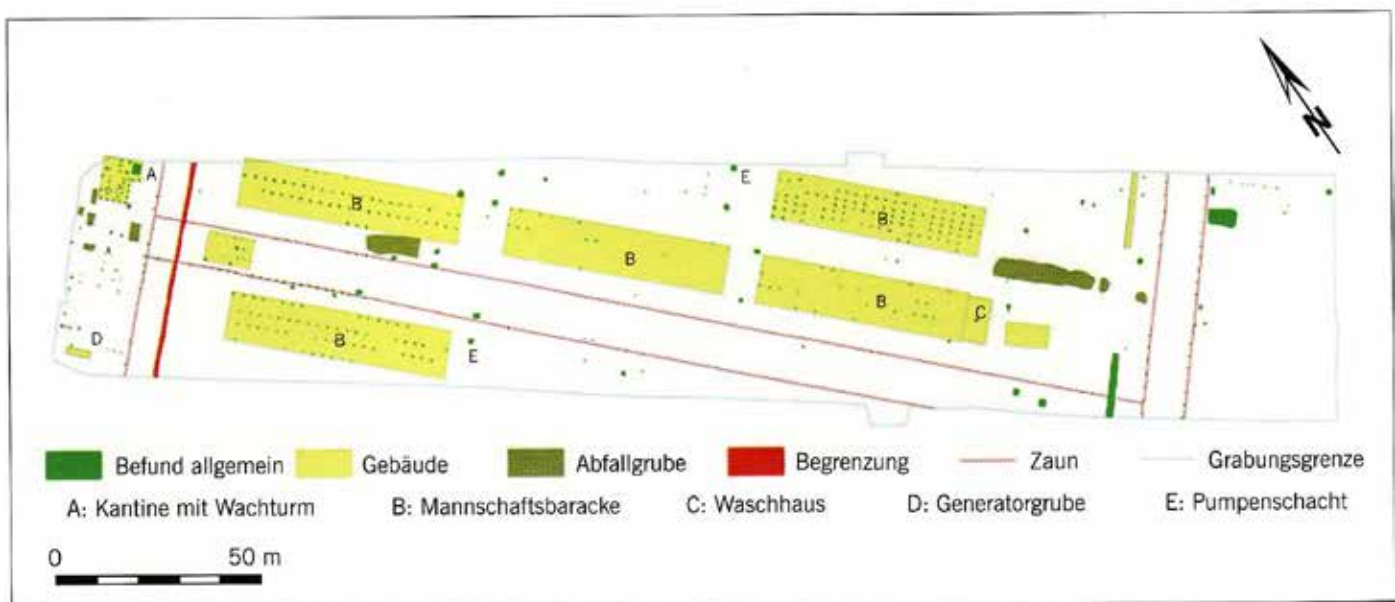 N
A
E
B
B
B
B
C
B
D
E
Befund allgemein Gebäude Abfallgrube Begrenzung Zaun Grabungsgrenze
A: Kantine mit Wachturm B: Mannschaftsbaracke C: Waschhaus D: Generatorgrube E: Pumpenschacht
0 50 m